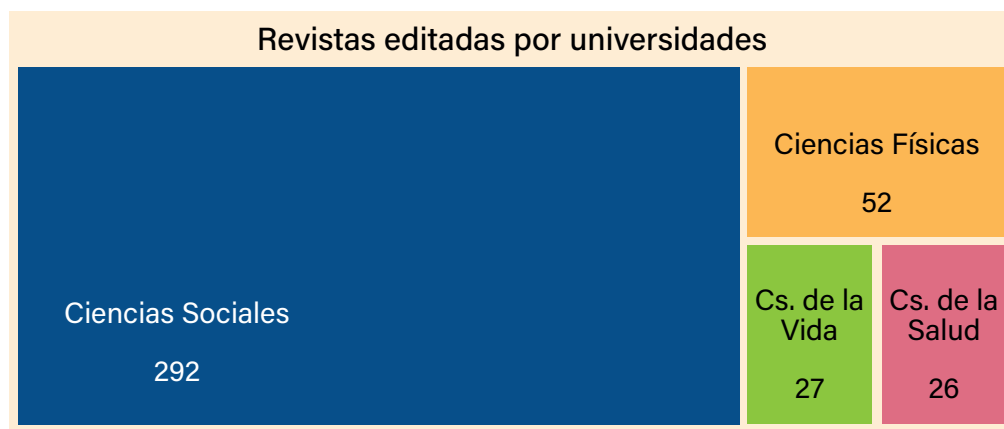 Revistas editadas por universidades
Ciencias Sociales
292
Ciencias Físicas
52
Cs. de la
Vida
27
Cs. de la
Salud
26